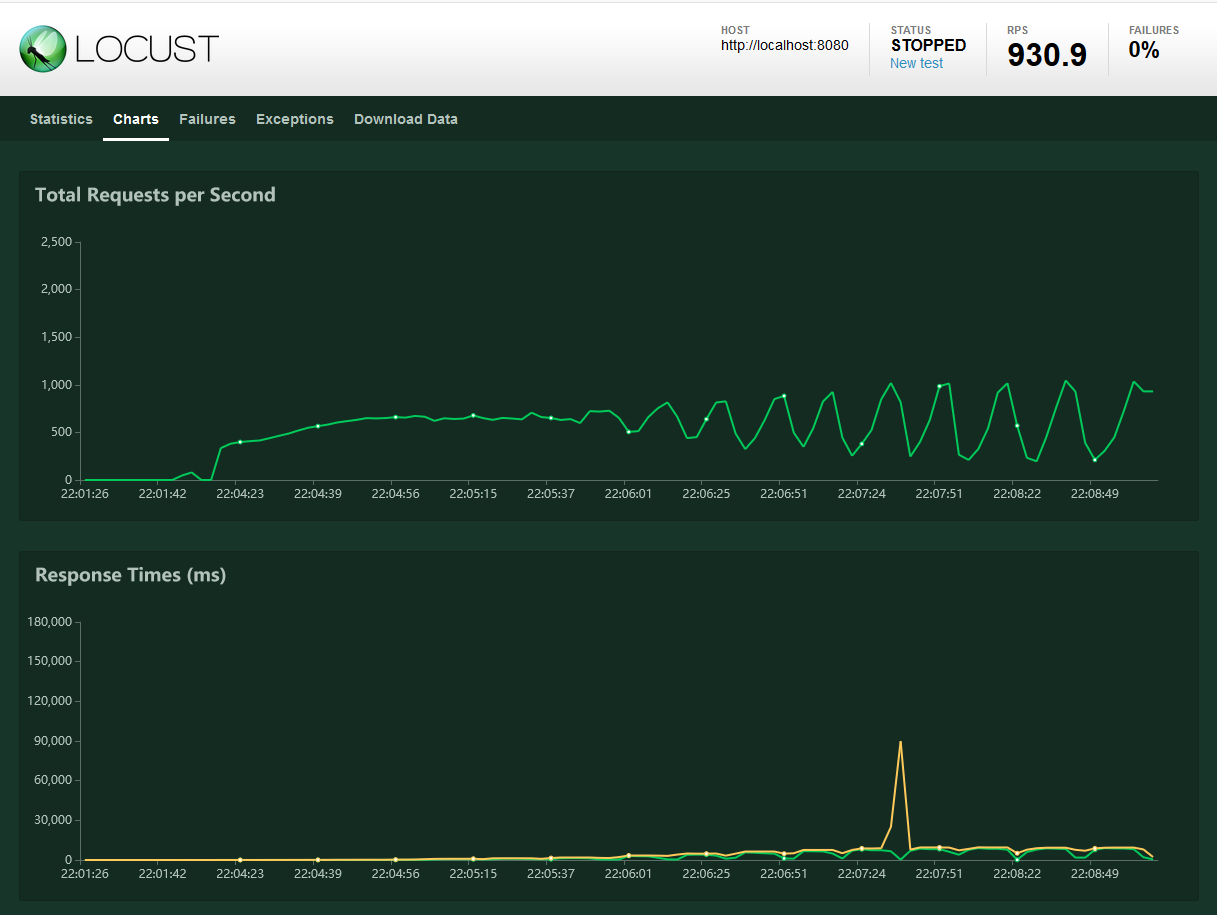 LOCUST
HOST
http://localhost:8080
STATUS
STOPPED
New test
RPS
930.9
FAILURES
0%
Statistics Charts Failures Exceptions Download Data
Total Requests per Second
2,500
2,000
1,500
1,000
500
0
22:01:26 22:01:42 22:04:23 22:04:39 22:04:56 22:05:15 22:05:37 22:06:01 22:06:25 22:06:51 22:07:24 22:07:51 22:08:22 22:08:49
Response Times (ms)
180,000
150,000
120,000
90,000
60,000
30,000
0
22:01:26 22:01:42 22:04:23 22:04:39 22:04:56 22:05:15 22:05:37 22:06:01 22:06:25 22:06:51 22:07:24 22:07:51 22:08:22 22:08:49